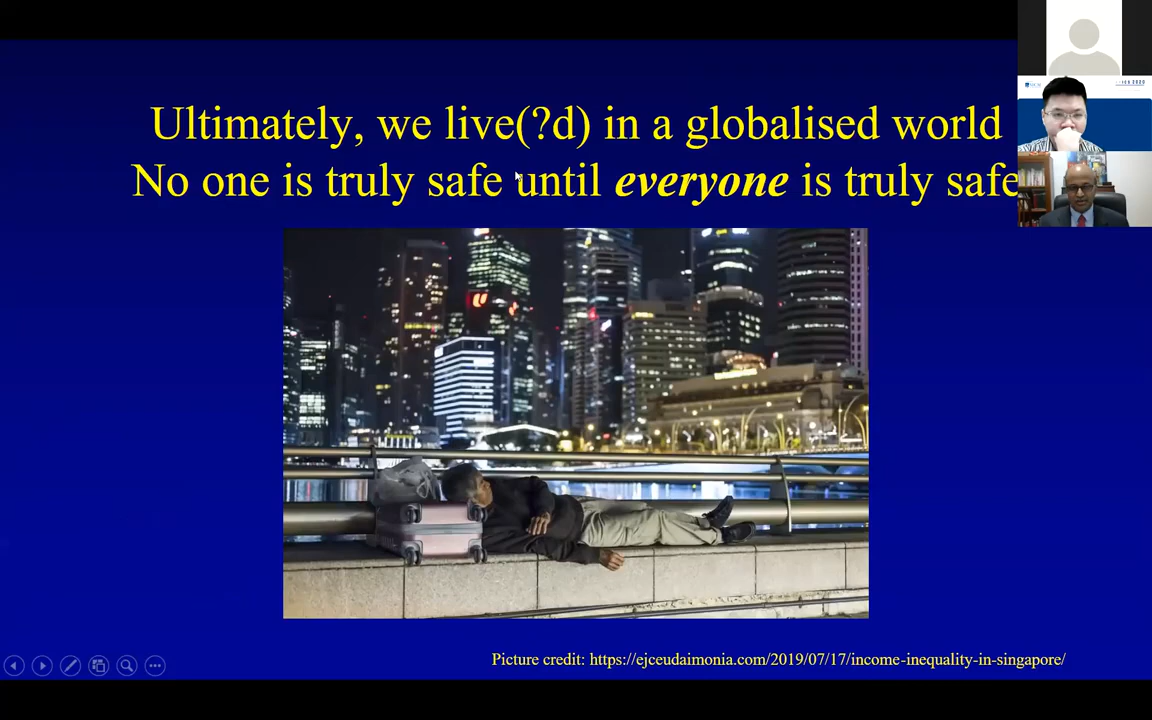 Ultimately, we live(?d) in a globalised world
No one is truly safe until everyone is truly safe
Picture credit: https://ejceudaimonia.com/2019/07/17/income-inequality-in-singapore/